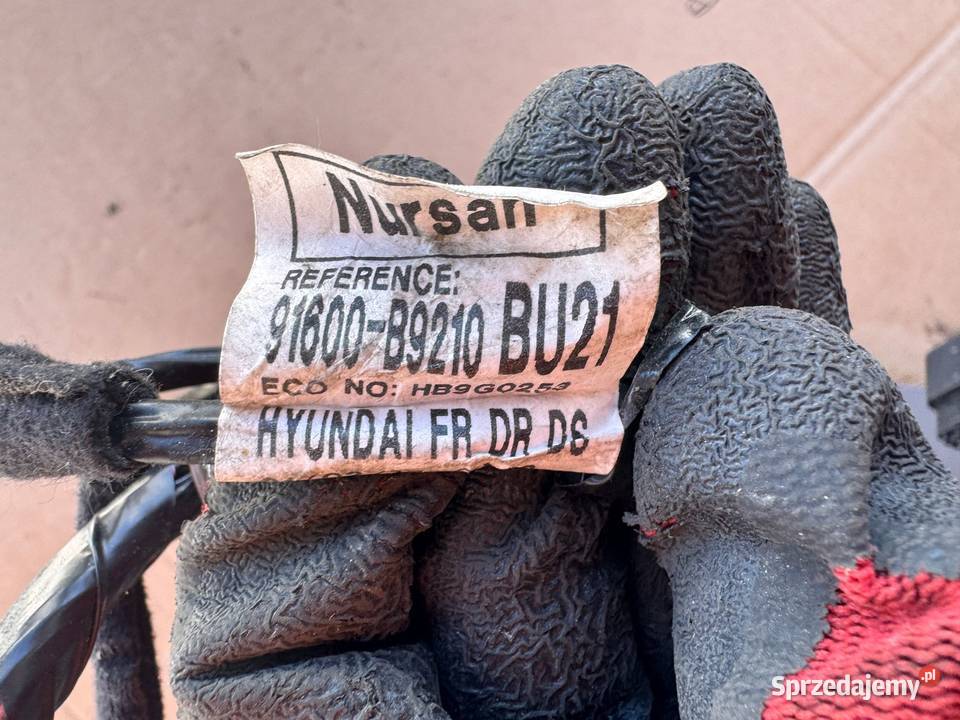 Nursan
REFERENCE:
91600-B9210 BU21
ECO NO: HB9G0253
HYUNDAI FR DR DS
Sprzedajemy.pl